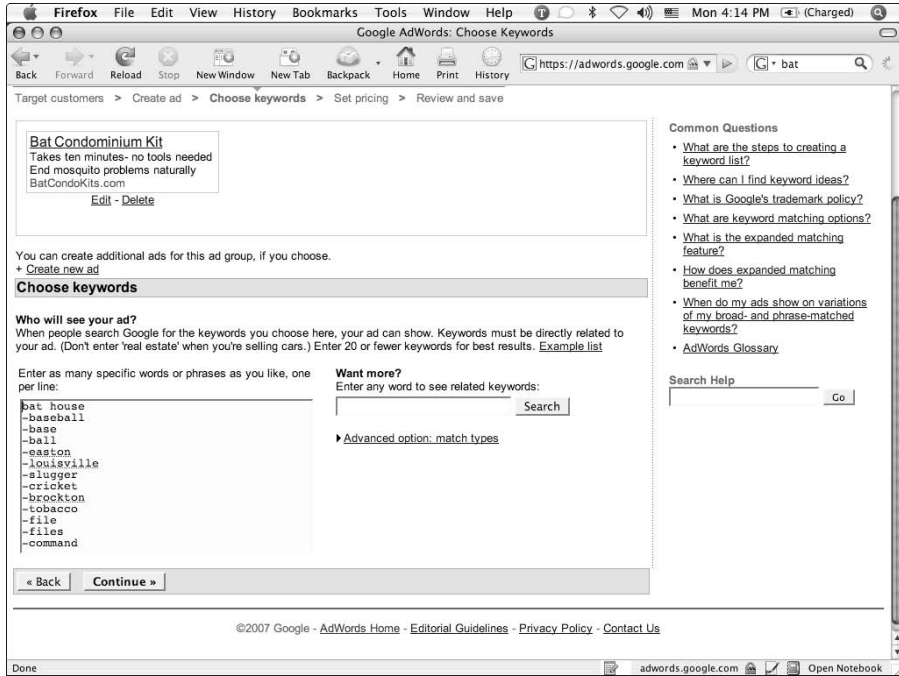 Firefox File Edit View History Bookmarks Tools Window Help Mon 4:14 PM (Charged)
Google AdWords: Choose Keywords
Back Forward Reload Stop New Window New Tab Backpack Home Print History https://adwords.google.com bat
Target customers > Create ad > Choose keywords > Set pricing > Review and save
Bat Condominium Kit
Takes ten minutes- no tools needed
End mosquito problems naturally
BatCondoKits.com
Edit - Delete
You can create additional ads for this ad group, if you choose.
+ Create new ad
Choose keywords
Who will see your ad?
When people search Google for the keywords you choose here, your ad can show. Keywords must be directly related to
your ad. (Don't enter 'real estate' when you're selling cars.) Enter 20 or fewer keywords for best results. Example list
Enter as many specific words or phrases as you like, one
per line:
bat house
-baseball
-base
-ball
-easton
-louisville
-slugger
-cricket
-brockton
-tobacco
-file
-files
-command
Want more?
Enter any word to see related keywords:
Search
Advanced option: match types
« Back Continue »
Common Questions
• What are the steps to creating a
keyword list?
• Where can I find keyword ideas?
• What is Google's trademark policy?
• What are keyword matching options?
• What is the expanded matching
feature?
• How does expanded matching
benefit me?
• When do my ads show on variations
of my broad- and phrase-matched
keywords?
• AdWords Glossary
Search Help
Go
©2007 Google - AdWords Home - Editorial Guidelines - Privacy Policy - Contact Us
Done adwords.google.com Open Notebook